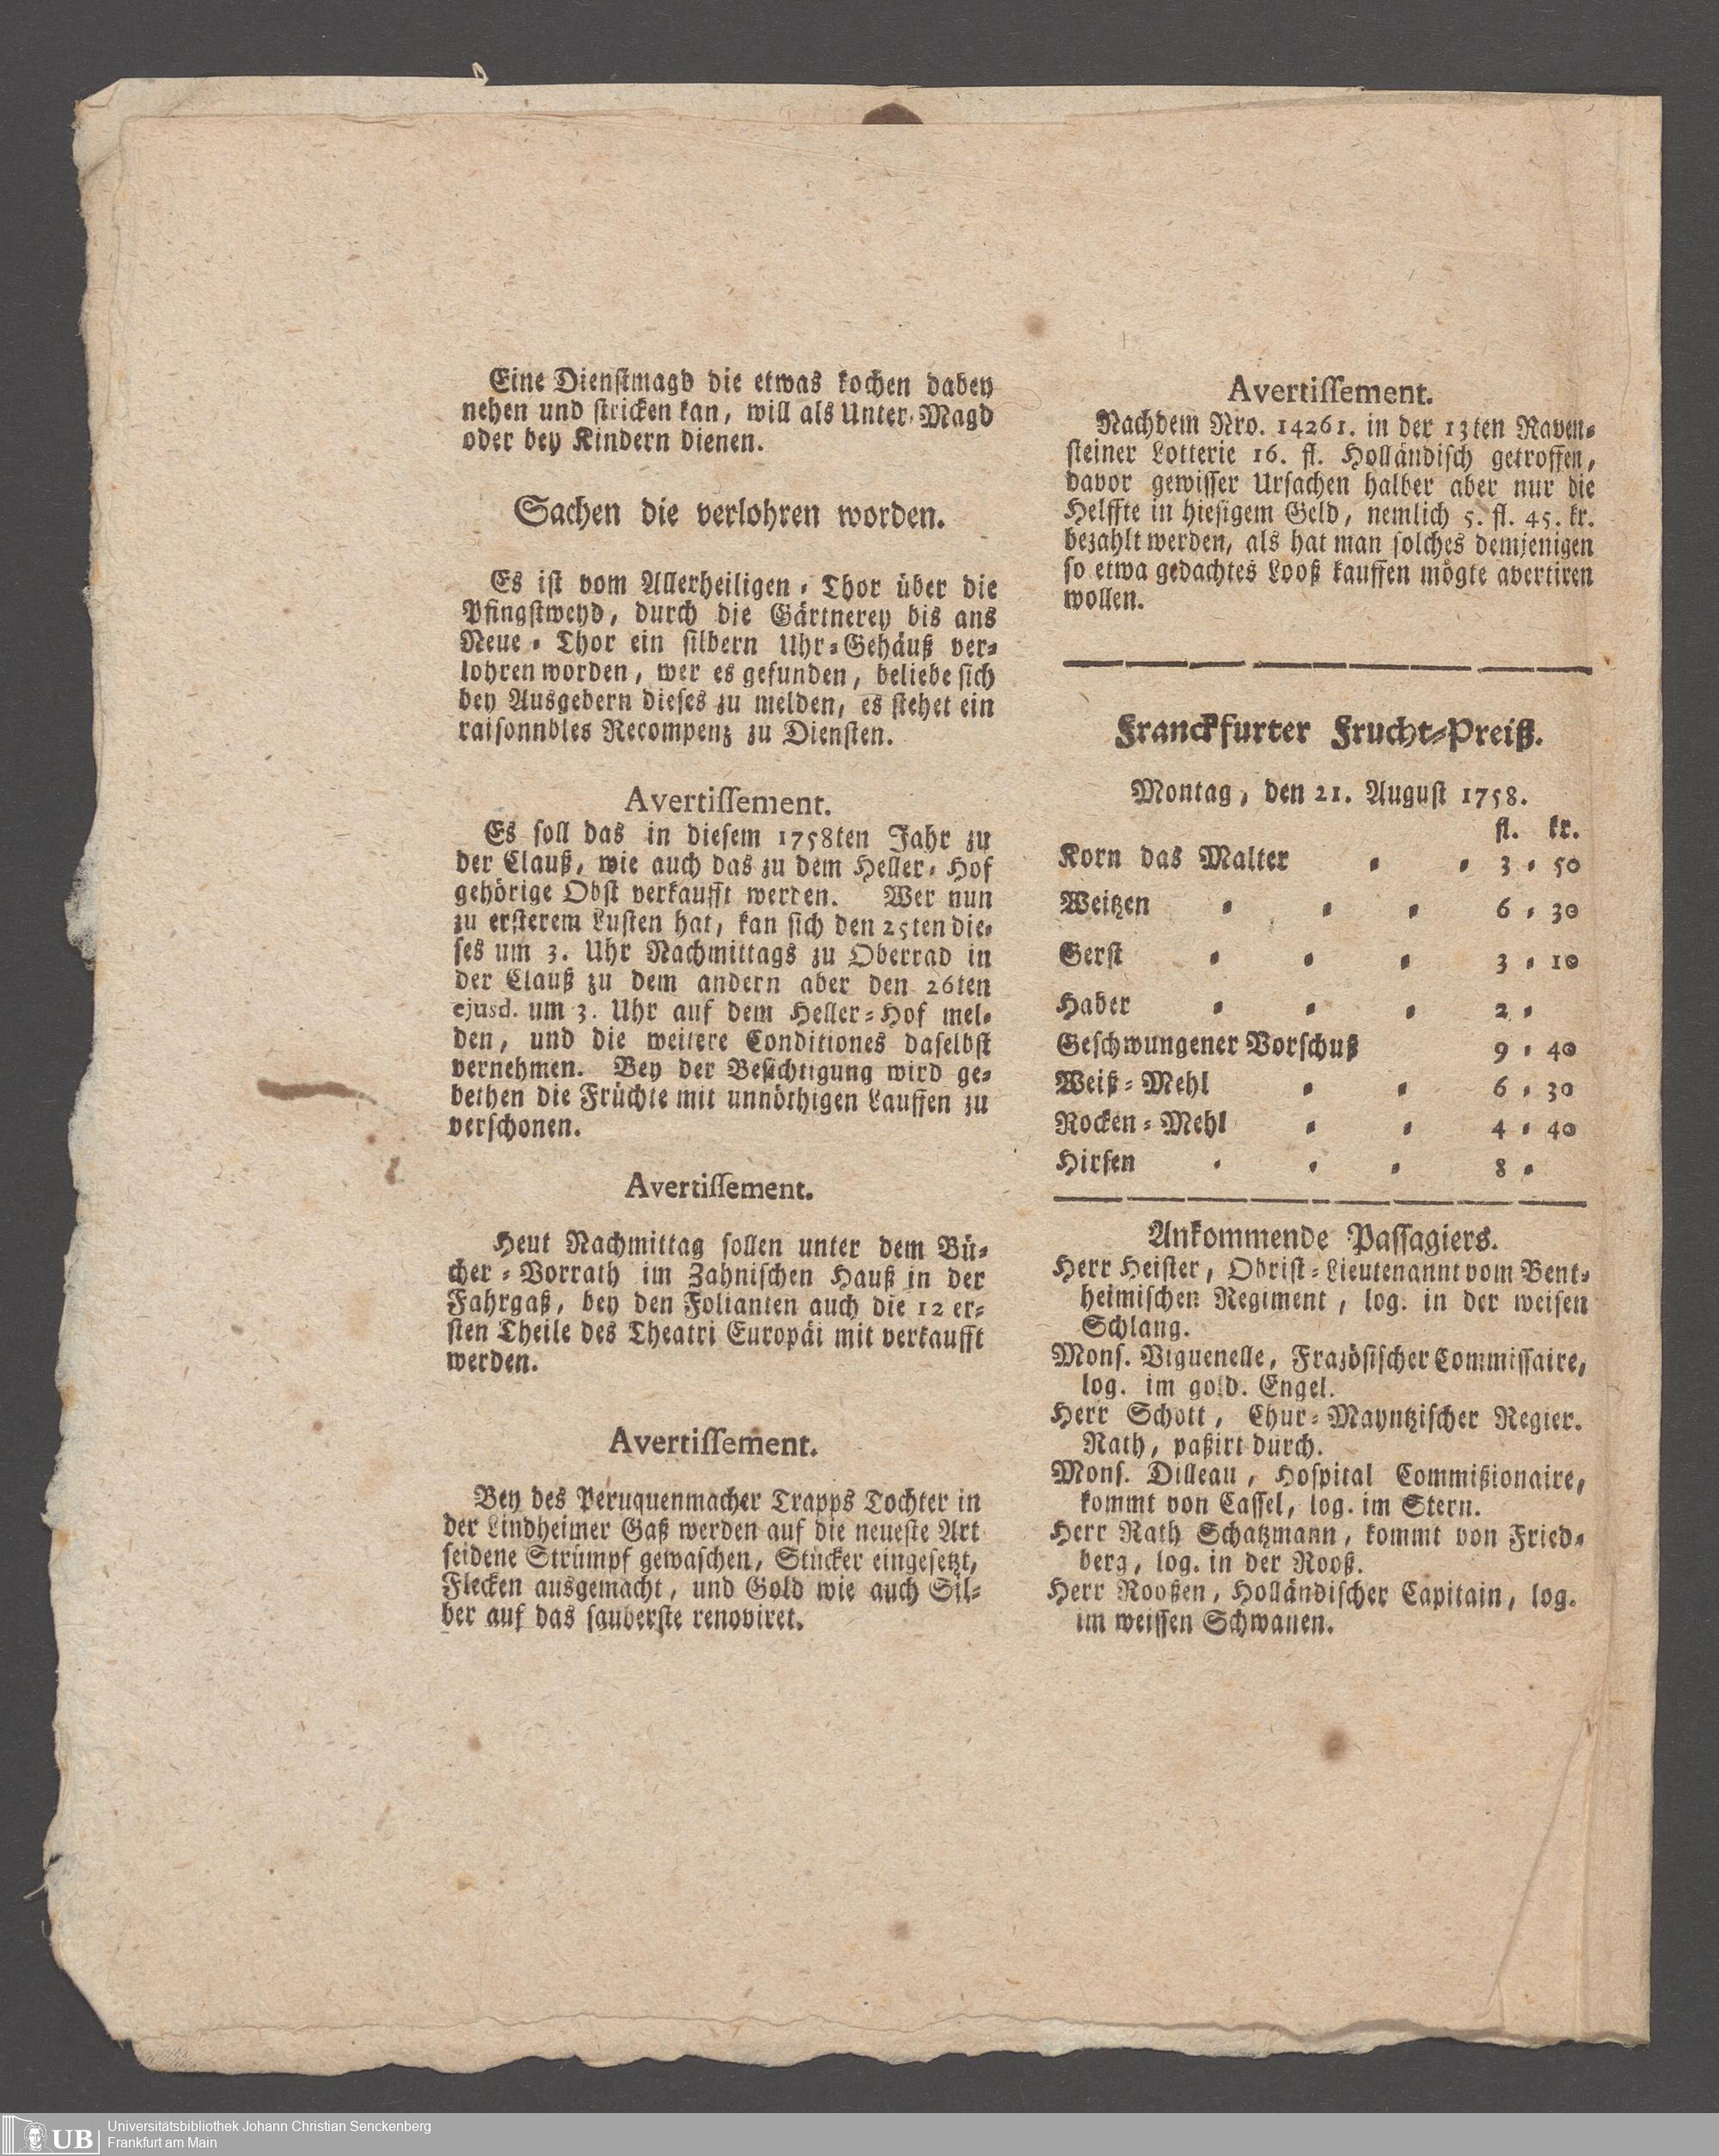 Eine Dienstmagd die etwas kochen dabey
nehen und stricken kan, will als Unter-Magd
oder bey Kindern dienen.
Sachen die verlohren worden.
Es ist vom Allerheiligen-Thor über die
Pfingstweyd, durch die Gärtnerey bis ans
Neue-Thor ein silbern Uhr-Gehäuß ver-
lohren worden, wer es gefunden, beliebe sich
bey Ausgebern dieses zu melden, es stehet ein
raisonnbles Recompenz zu Diensten.
Avertissement.
Es soll das in diesem 1758ten Jahr zu
der Clauß, wie auch das zu dem Heller-Hof
gehörige Obst verkaufft werden. Wer nun
zu ersterem Lusten hat, kan sich den 25ten die-
ses um 3. Uhr Nachmittags zu Oberrad in
der Clauß zu dem andern aber den 26ten
ejusd. um 3. Uhr auf dem Heller-Hof mel-
den, und die weitere Conditiones daselbst
vernehmen. Bey der Besichtigung wird ge-
bethen die Früchte mit unnöthigen Lauffen zu
verschonen.
Avertissement.
Heut Nachmittag sollen unter dem Bü-
cher-Vorrath im Zahnischen Hauß in der
Fahrgaß, bey den Folianten auch die 12 er-
sten Theile des Theatri Europäi mit verkaufft
werden.
Avertissement.
Bey des Peruquenmacher Trapps Tochter in
der Lindheimer Gaß werden auf die neueste Art
seidene Strümpf gewaschen, Stücker eingesetzt,
Flecken ausgemacht, und Gold wie auch Sil-
ber auf das sauberste renoviret.
Avertissement.
Nachdem Nro. 14261. in der 13ten Raven-
steiner Lotterie 16. fl. Holländisch getroffen,
davor gewisser Ursachen halber aber nur die
Helffte in hiesigem Geld, nemlich 5. fl. 45. kr.
bezahlt werden, als hat man solches demjenigen
so etwa gedachtes Looß kauffen mögte avertiren
wollen.
Franckfurter Frucht-Preiß.
Montag, den 21. August 1758.
fl. kr.
Korn das Malter - - 3 - 50
Weitzen - - - 6 - 30
Gerst - - - 3 - 10
Haber - - - 2 -
Geschwungener Vorschuß 9 - 40
Weiß-Mehl - - 6 - 30
Rocken-Mehl - - 4 - 40
Hirsen - - - 8 -
Ankommende Passagiers.
Herr Heister, Obrist-Lieutenannt vom Bent-
heimischen Regiment, log. in der weisen
Schlang.
Mons. Viguenelle, Frazösischer Commissaire,
log. im gold. Engel.
Herr Schott, Chur-Mayntzischer Regier.
Rath, paßirt durch.
Mons. Dilleau, Hospital Commißionaire,
kommt von Cassel, log. im Stern.
Herr Rath Schatzmann, kommt von Fried-
berg, log. in der Rooß.
Herr Rooßen, Holländischer Capitain, log.
im weissen Schwanen.
UB
Universitätsbibliothek Johann Christian Senckenberg
Frankfurt am Main